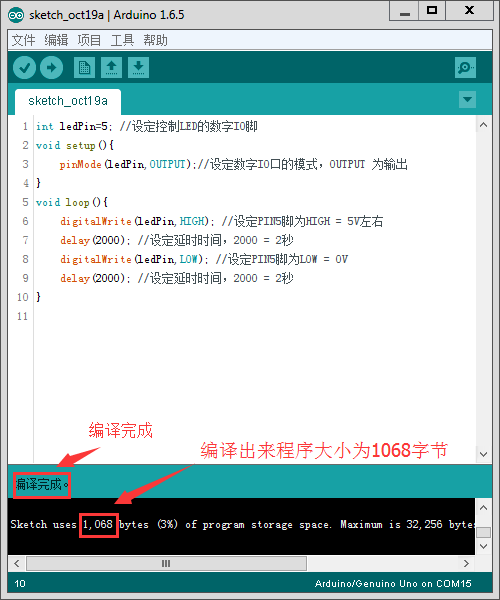 sketch_oct19a | Arduino 1.6.5
文件 编辑 项目 工具 帮助
sketch_oct19a
1 int ledPin=5; //设定控制LED的数字IO脚
2 void setup(){
3 pinMode(ledPin,OUTPUT);//设定数字IO口的模式，OUTPUT 为输出
4 }
5 void loop(){
6 digitalWrite(ledPin,HIGH); //设定PIN5脚为HIGH = 5V左右
7 delay(2000); //设定延时时间，2000 = 2秒
8 digitalWrite(ledPin,LOW); //设定PIN5脚为LOW = 0V
9 delay(2000); //设定延时时间，2000 = 2秒
10 }
11
编译完成
编译出来程序大小为1068字节
编译完成。
Sketch uses 1,068 bytes (3%) of program storage space. Maximum is 32,256 bytes
10 Arduino/Genuino Uno on COM15